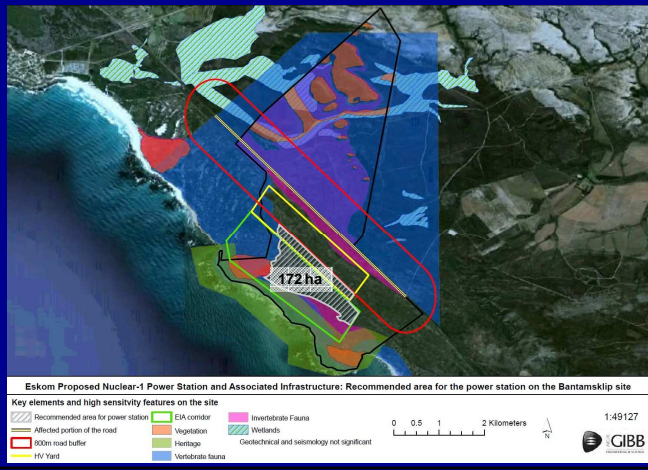 172 ha
Eskom Proposed Nuclear-1 Power Station and Associated Infrastructure: Recommended area for the power station on the Bantamsklip site
Key elements and high sensitvity features on the site
Recommended area for power station
Affected portion of the road
800m road buffer
HV Yard
EIA corridor
Vegetation
Heritage
Vertebrate fauna
Invertebrate Fauna
Wetlands
Geotechnical and seismology not significant
0 0.5 1 2 Kilometers
N
1:49127
GIBB